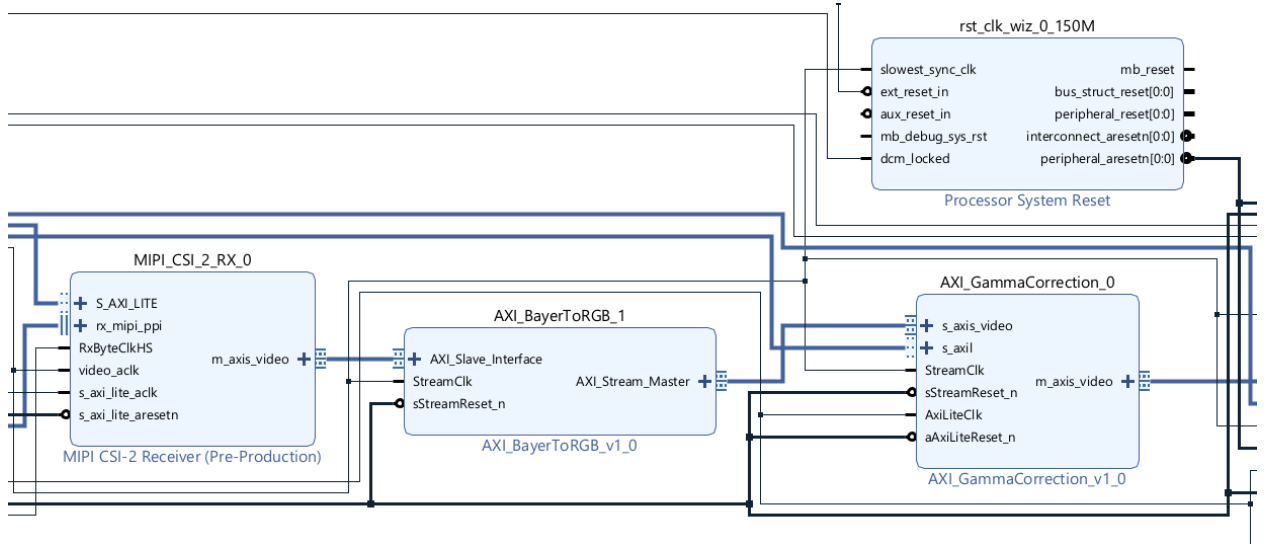 rst_clk_wiz_0_150M
slowest_sync_clk
ext_reset_in
aux_reset_in
mb_debug_sys_rst
dcm_locked
mb_reset
bus_struct_reset[0:0]
peripheral_reset[0:0]
interconnect_aresetn[0:0]
peripheral_aresetn[0:0]
Processor System Reset
MIPI_CSI_2_RX_0
S_AXI_LITE
rx_mipi_ppi
RxByteClkHS
video_aclk
s_axi_lite_aclk
s_axi_lite_aresetn
m_axis_video
MIPI CSI-2 Receiver (Pre-Production)
AXI_BayerToRGB_1
AXI_Slave_Interface
StreamClk
sStreamReset_n
AXI_Stream_Master
AXI_BayerToRGB_v1_0
AXI_GammaCorrection_0
s_axis_video
s_axil
StreamClk
sStreamReset_n
AxiLiteClk
aAxiLiteReset_n
m_axis_video
AXI_GammaCorrection_v1_0